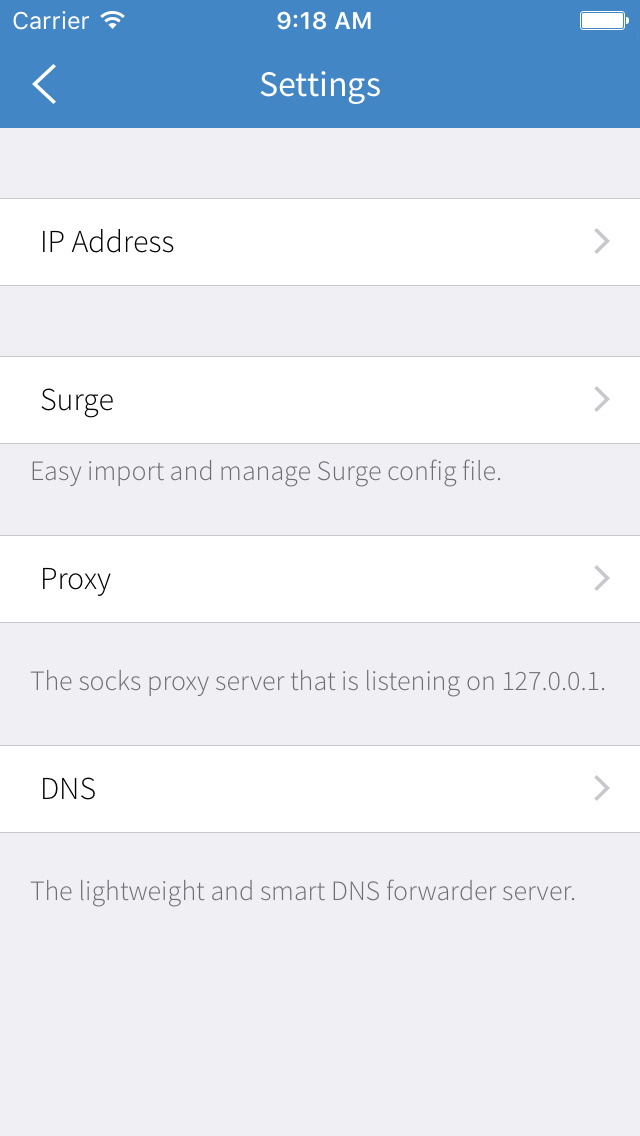 Carrier 9:18 AM
Settings
IP Address
Surge
Easy import and manage Surge config file.
Proxy
The socks proxy server that is listening on 127.0.0.1.
DNS
The lightweight and smart DNS forwarder server.